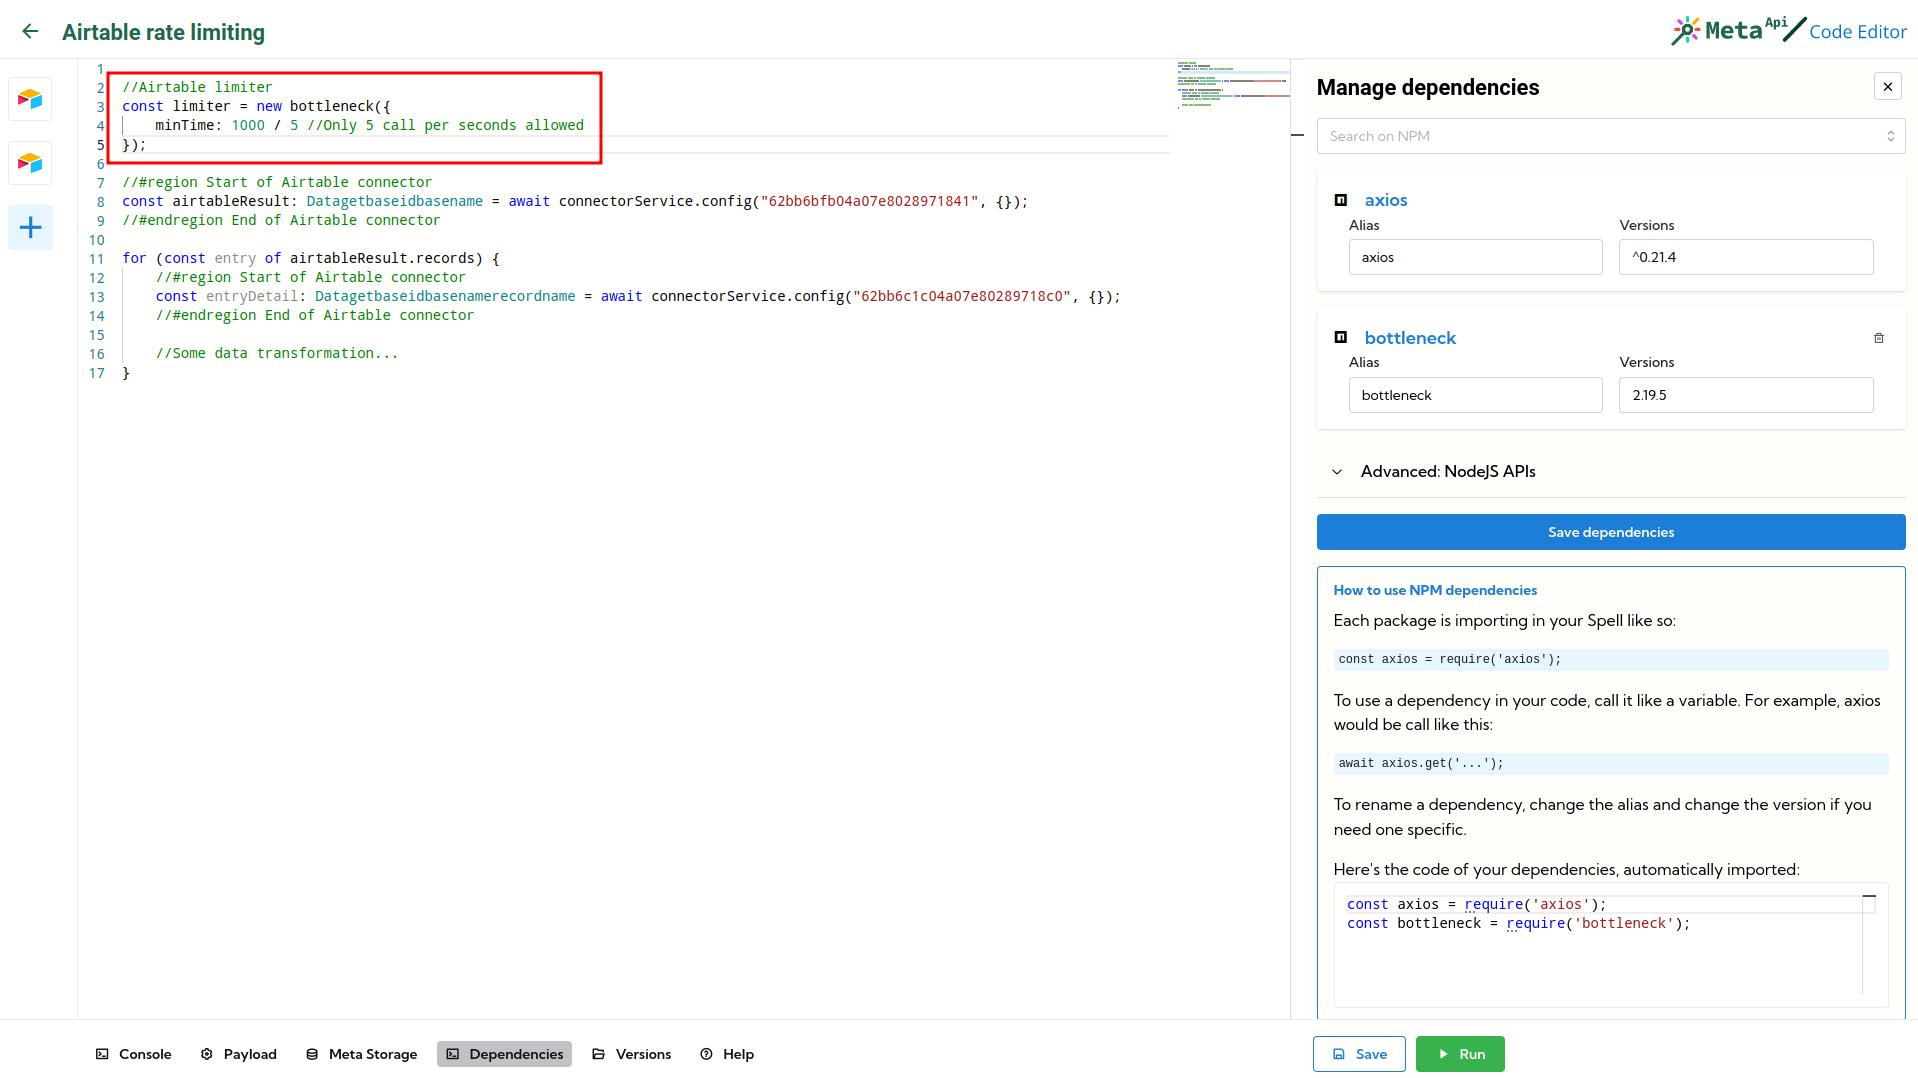 Airtable rate limiting
Meta Api Code Editor
1
2 //Airtable limiter
3 const limiter = new bottleneck({
4 minTime: 1000 / 5 //Only 5 call per seconds allowed
5 });
6
7 //#region Start of Airtable connector
8 const airtableResult: Datagetbaseidbasename = await connectorService.config("62bb6bfb04a07e8028971841", {});
9 //#endregion End of Airtable connector
10
11 for (const entry of airtableResult.records) {
12 //#region Start of Airtable connector
13 const entryDetail: Datagetbaseidbasenamerecordname = await connectorService.config("62bb6c1c04a07e80289718c0", {});
14 //#endregion End of Airtable connector
15
16 //Some data transformation...
17 }
Manage dependencies
Search on NPM
axios
Alias Versions
axios ^0.21.4
bottleneck
Alias Versions
bottleneck 2.19.5
Advanced: NodeJS APIs
Save dependencies
How to use NPM dependencies
Each package is importing in your Spell like so:
const axios = require('axios');
To use a dependency in your code, call it like a variable. For example, axios
would be call like this:
await axios.get('...');
To rename a dependency, change the alias and change the version if you
need one specific.
Here's the code of your dependencies, automatically imported:
const axios = require('axios');
const bottleneck = require('bottleneck');
Console Payload Meta Storage Dependencies Versions Help
Save Run